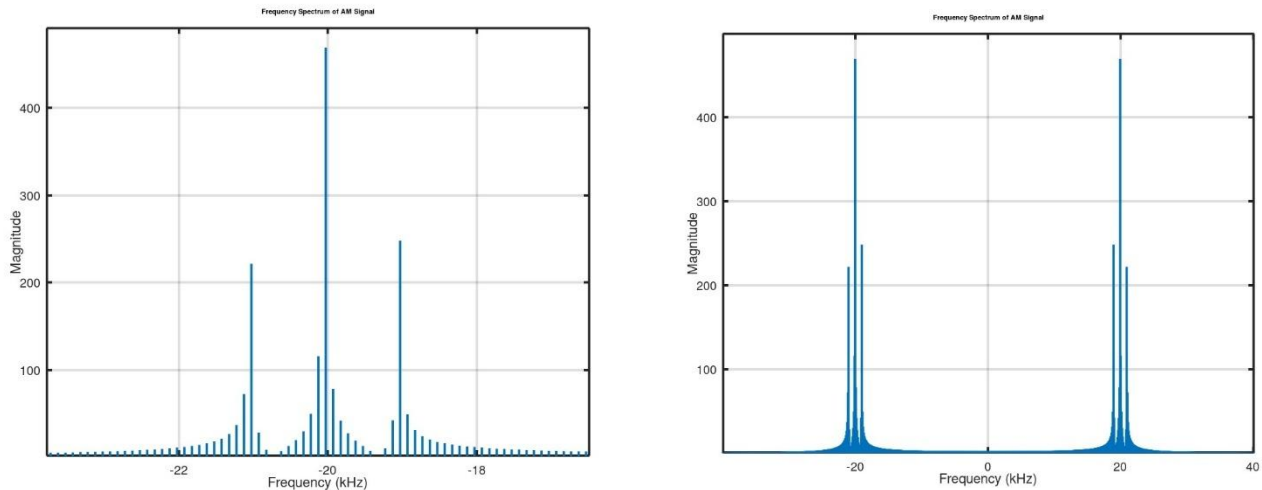 Frequency Spectrum of AM Signal
400
300
200
100
Magnitude
-22
-20
-18
Frequency (kHz)
Frequency Spectrum of AM Signal
400
300
200
100
Magnitude
-20
0
20
40
Frequency (kHz)